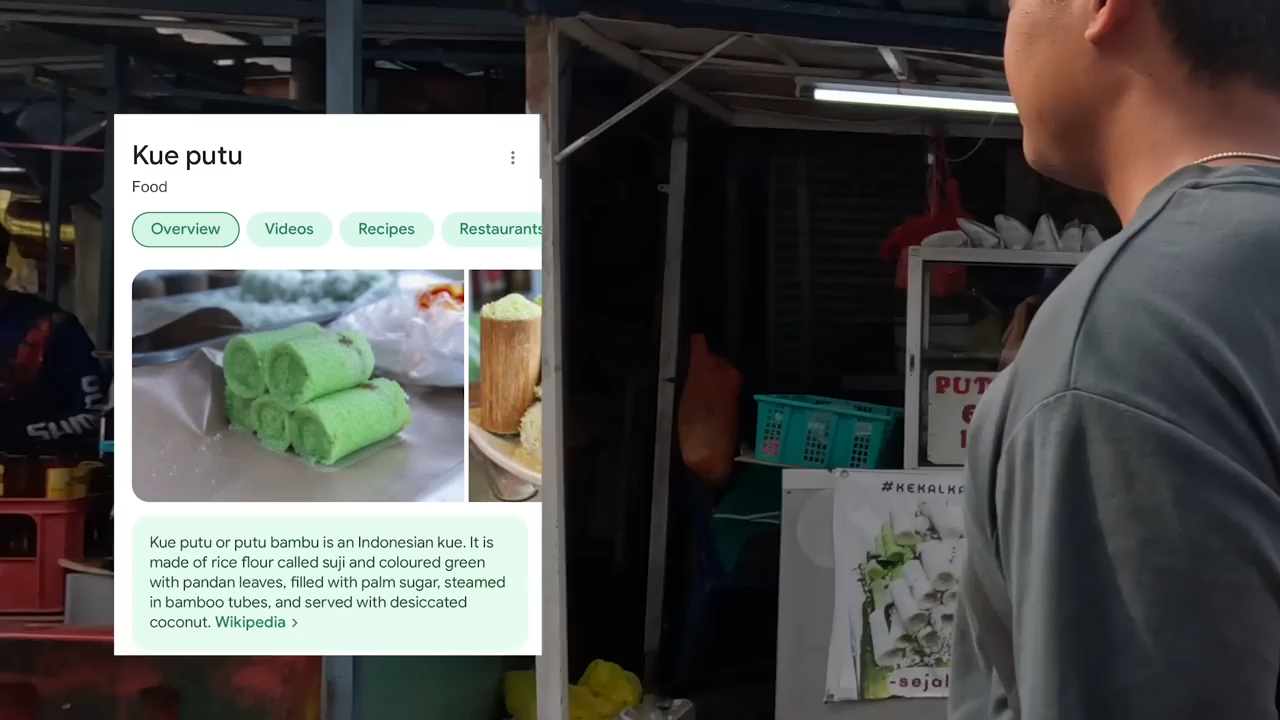 Kue putu
Food
Overview
Videos
Recipes
Restaurants
Kue putu or putu bambu is an Indonesian kue. It is
made of rice flour called suji and coloured green
with pandan leaves, filled with palm sugar, steamed
in bamboo tubes, and served with desiccated
coconut. Wikipedia >
PUT
#KEKALKA
-sejal